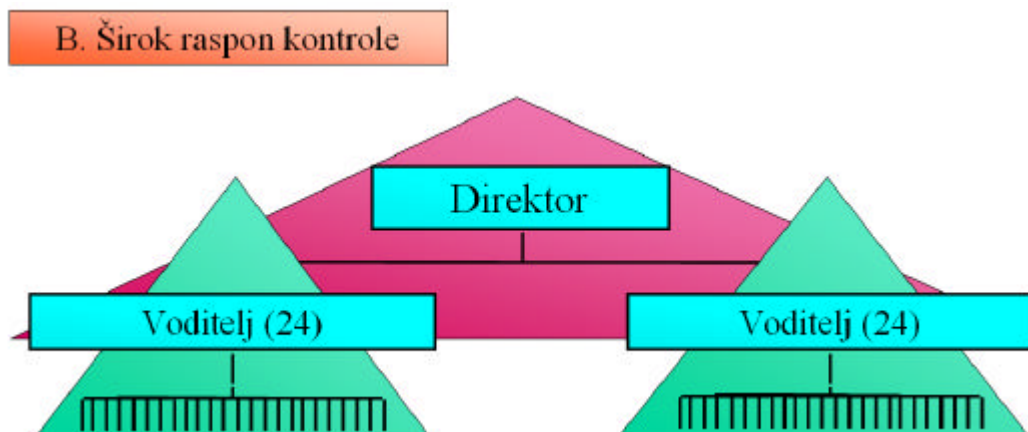 B. Širok raspon kontrole
Direktor
Voditelj (24)
Voditelj (24)